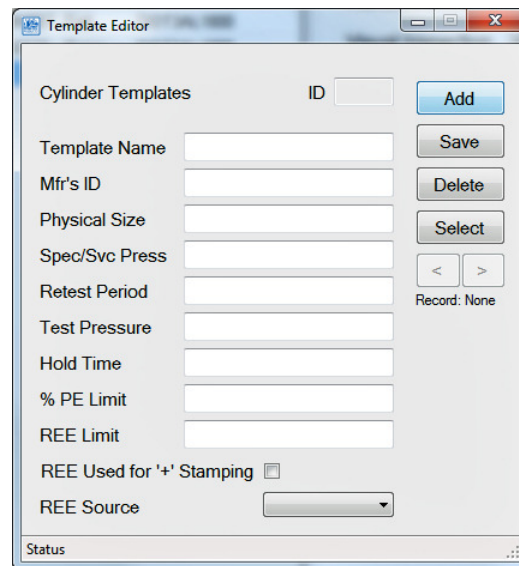 Template Editor
Cylinder Templates ID Add
Template Name Save
Mfr's ID Delete
Physical Size Select
Spec/Svc Press < >
Retest Period Record: None
Test Pressure
Hold Time
% PE Limit
REE Limit
REE Used for '+' Stamping
REE Source
Status